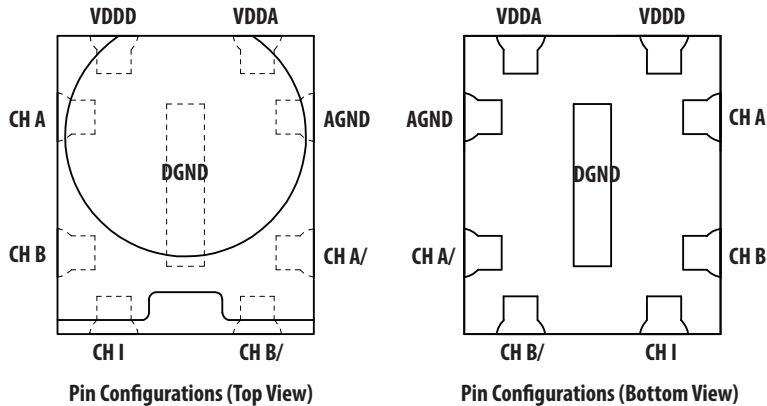 VDDD VDDA
CH A AGND
DGND
CH B CH A/
CH I CH B/
Pin Configurations (Top View)
VDDA VDDD
AGND CH A
DGND
CH A/ CH B
CH B/ CH I
Pin Configurations (Bottom View)